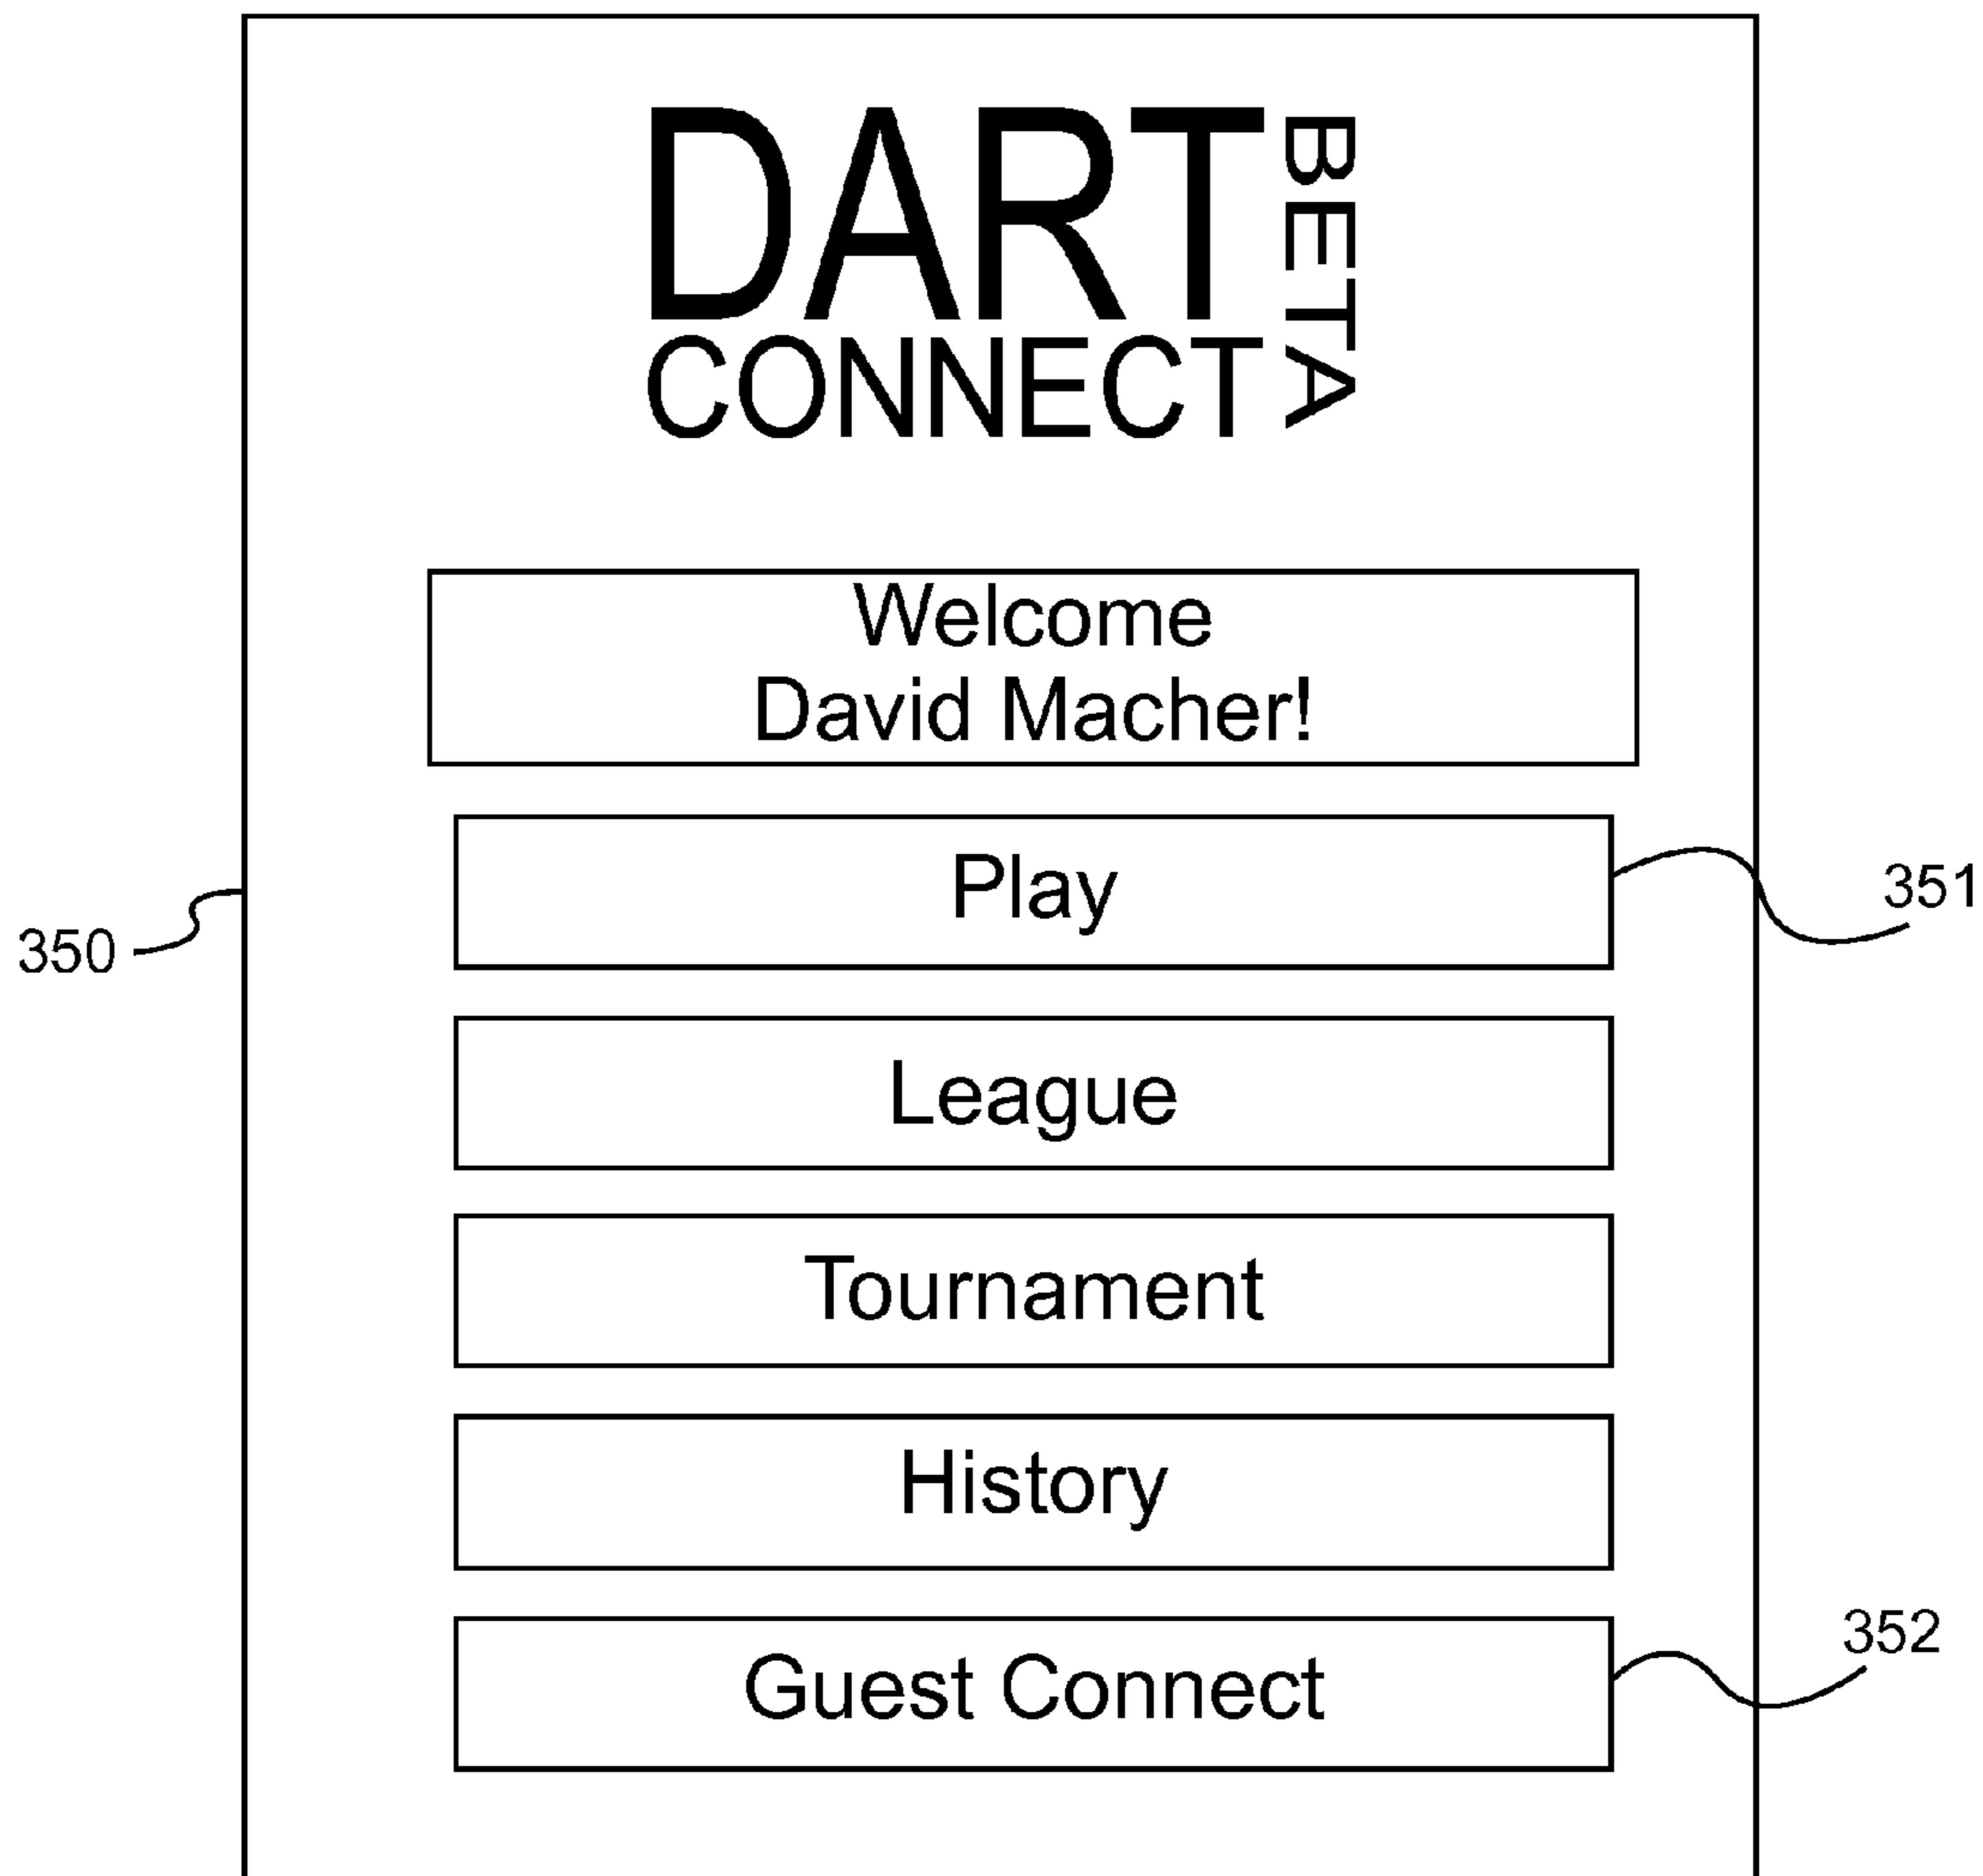 DART
CONNECT
BETA
Welcome
David Macher!
Play
351
350
League
Tournament
History
352
Guest Connect